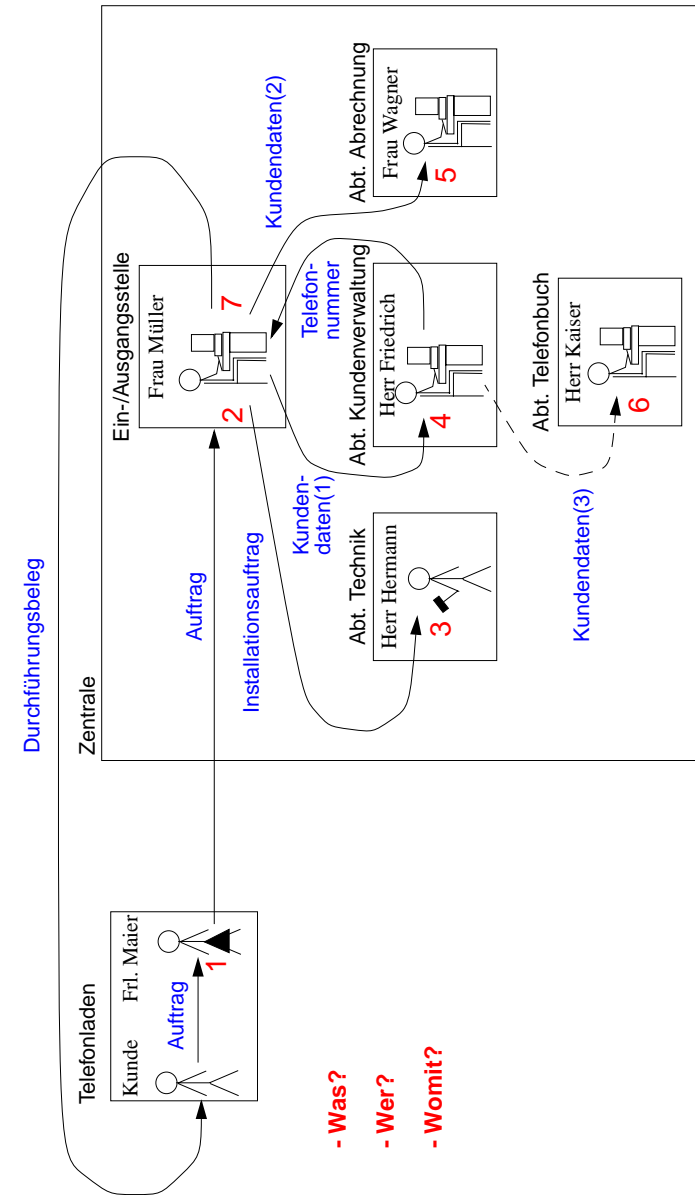 Durchführungsbeleg
Zentrale
Telefonladen
Kunde
Frl. Maier
Auftrag
1
Auftrag
Installationsauftrag
Ein-/Ausgangsstelle
Frau Müller
2
7
Kundendaten(2)
Kunden-
daten(1)
Telefon-
nummer
Abt. Technik
Herr Hermann
3
Abt. Kundenverwaltung
Herr Friedrich
4
Abt. Abrechnung
Frau Wagner
5
Kundendaten(3)
Abt. Telefonbuch
Herr Kaiser
6
- Was?
- Wer?
- Womit?